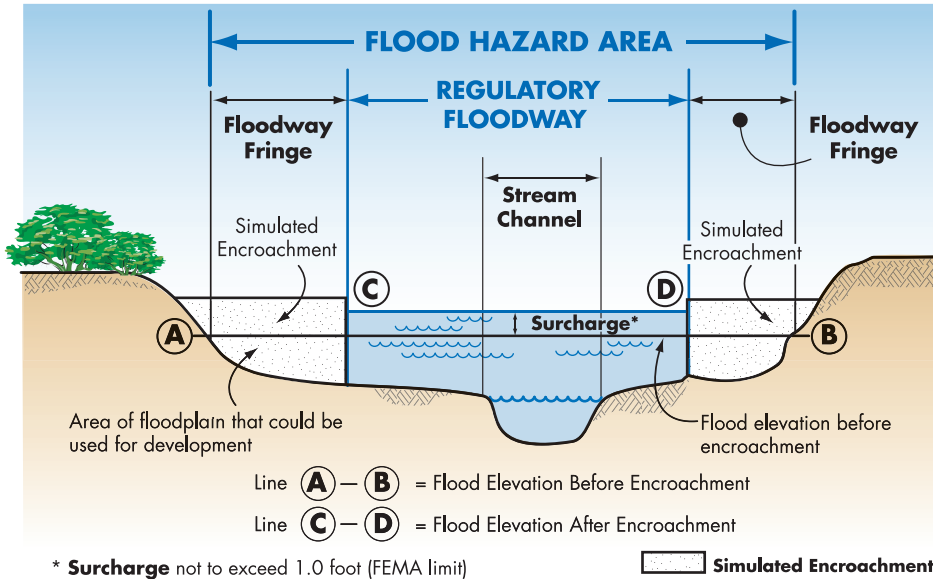 FLOOD HAZARD AREA
REGULATORY
FLOODWAY
Floodway
Fringe
Floodway
Fringe
Stream
Channel
Simulated
Encroachment
Simulated
Encroachment
C
D
Surcharge*
A
B
Area of floodplain that could be
used for development
Flood elevation before
encroachment
Line A – B = Flood Elevation Before Encroachment
Line C – D = Flood Elevation After Encroachment
* Surcharge not to exceed 1.0 foot (FEMA limit)
Simulated Encroachment